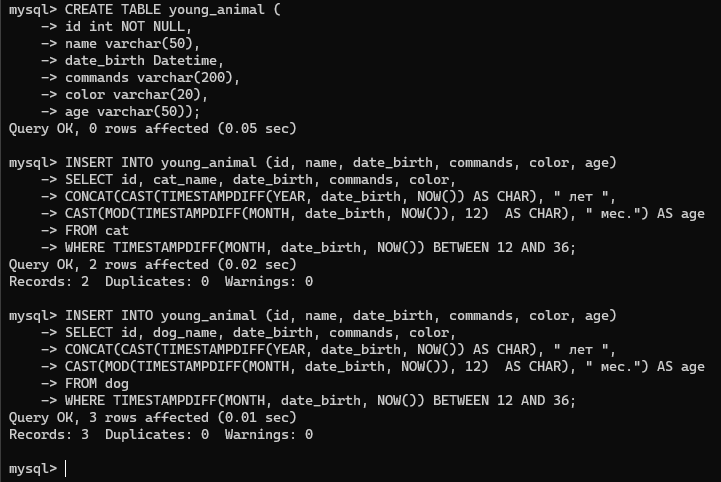 mysql> CREATE TABLE young_animal (
    -> id int NOT NULL,
    -> name varchar(50),
    -> date_birth Datetime,
    -> commands varchar(200),
    -> color varchar(20),
    -> age varchar(50));
Query OK, 0 rows affected (0.05 sec)

mysql> INSERT INTO young_animal (id, name, date_birth, commands, color, age)
    -> SELECT id, cat_name, date_birth, commands, color,
    -> CONCAT(CAST(TIMESTAMPDIFF(YEAR, date_birth, NOW()) AS CHAR), " лет ",
    -> CAST(MOD(TIMESTAMPDIFF(MONTH, date_birth, NOW()), 12)  AS CHAR), " мес.") AS age
    -> FROM cat
    -> WHERE TIMESTAMPDIFF(MONTH, date_birth, NOW()) BETWEEN 12 AND 36;
Query OK, 2 rows affected (0.02 sec)
Records: 2  Duplicates: 0  Warnings: 0

mysql> INSERT INTO young_animal (id, name, date_birth, commands, color, age)
    -> SELECT id, dog_name, date_birth, commands, color,
    -> CONCAT(CAST(TIMESTAMPDIFF(YEAR, date_birth, NOW()) AS CHAR), " лет ",
    -> CAST(MOD(TIMESTAMPDIFF(MONTH, date_birth, NOW()), 12)  AS CHAR), " мес.") AS age
    -> FROM dog
    -> WHERE TIMESTAMPDIFF(MONTH, date_birth, NOW()) BETWEEN 12 AND 36;
Query OK, 3 rows affected (0.01 sec)
Records: 3  Duplicates: 0  Warnings: 0

mysql>